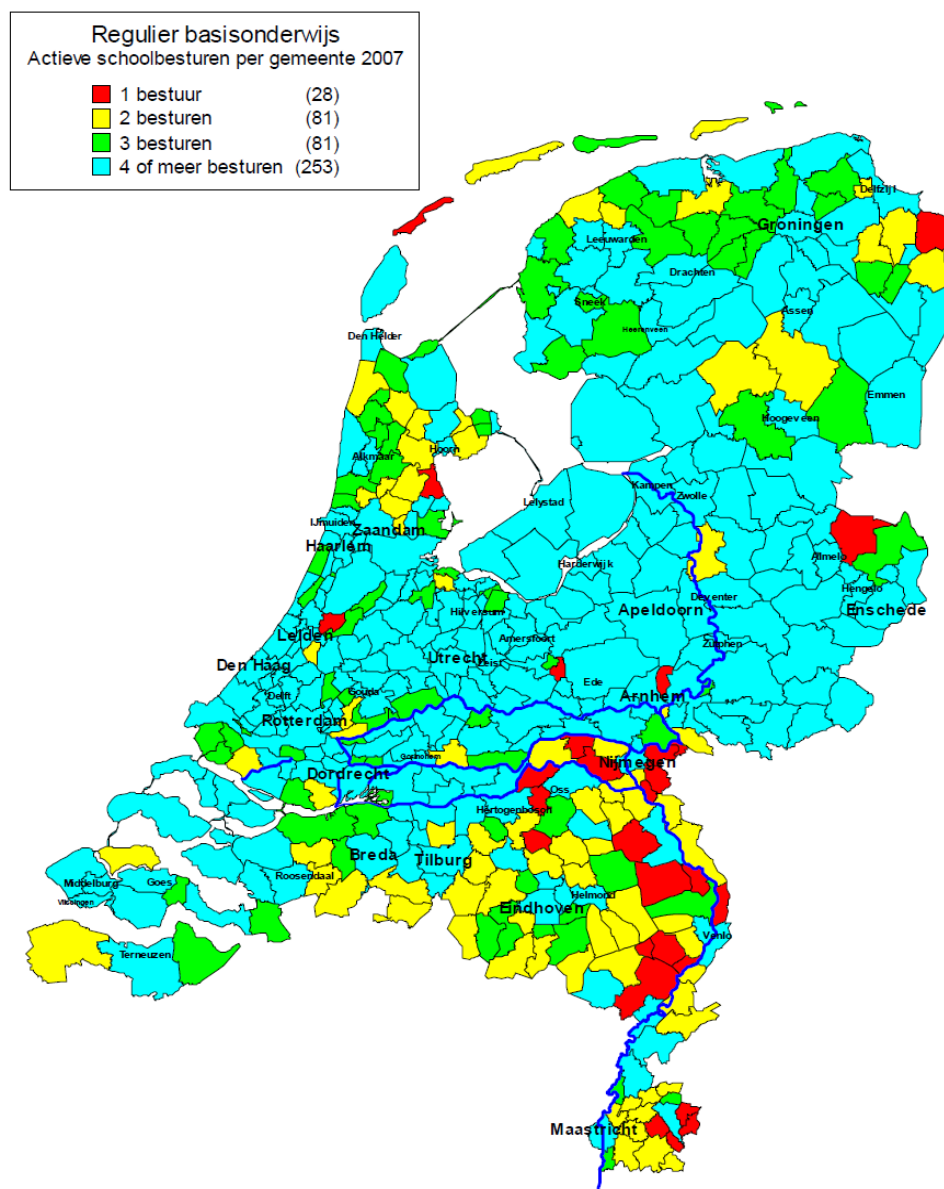 Regulier basisonderwijs
Actieve schoolbesturen per gemeente 2007
1 bestuur (28)
2 besturen (81)
3 besturen (81)
4 of meer besturen (253)
Delfzijl
Groningen
Leeuwarden
Drachten
Sneek
Assen
Heerenveen
Den Helder
Emmen
Hoogeveen
Hoorn
Alkmaar
Kampen
Zwolle
Lelystad
IJmuiden
Zaandam
Haarlem
Almelo
Harderwijk
Hengelo
Deventer
Apeldoorn
Enschede
Hilversum
Leiden
Amersfoort
Zutphen
Utrecht
Zeist
Den Haag
Ede
Delft
Gouda
Arnhem
Rotterdam
Gorinchem
Nijmegen
Dordrecht
Oss
Hertogenbosch
Breda
Tilburg
Roosendaal
Middelburg
Goes
Helmond
Vlissingen
Eindhoven
Venlo
Terneuzen
Maastricht